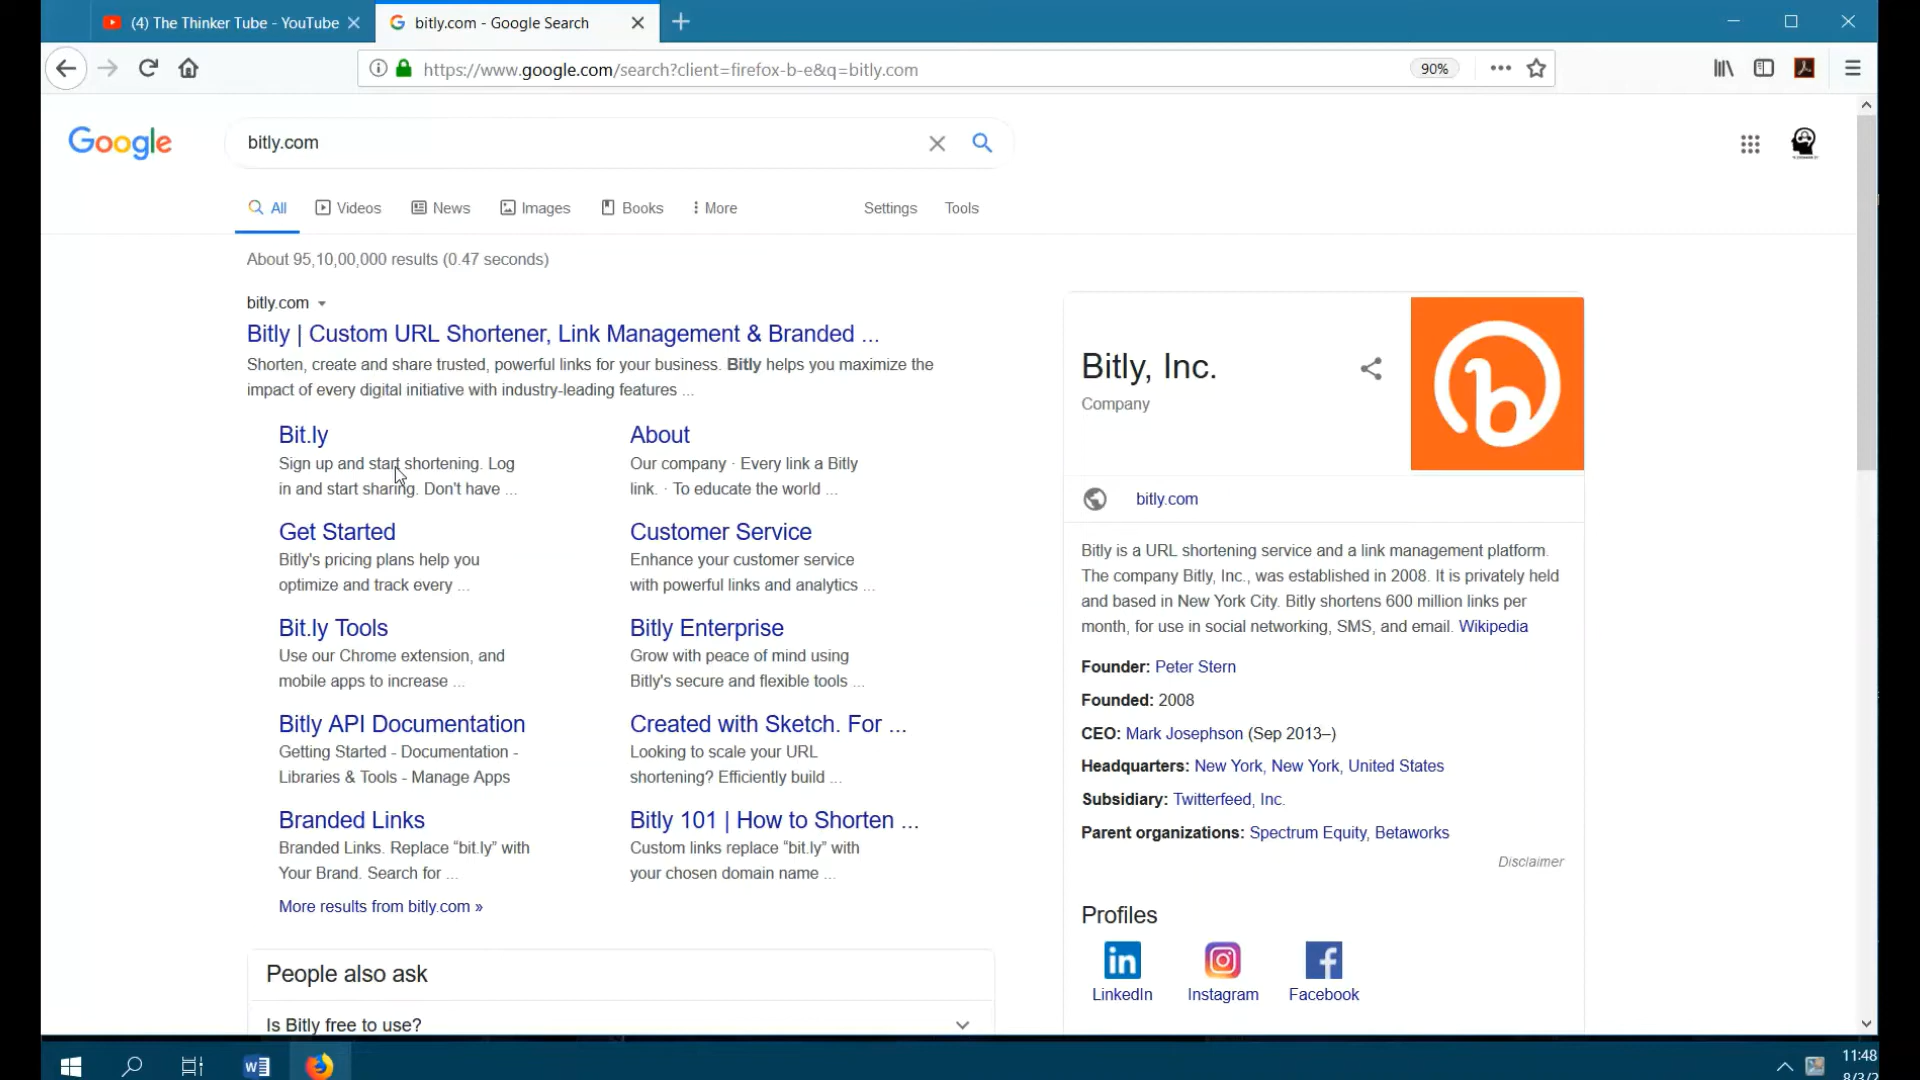 (4) The Thinker Tube - YouTube
bitly.com - Google Search
https://www.google.com/search?client=firefox-b-e&q=bitly.com
90%
Google
bitly.com
All
Videos
News
Images
Books
More
Settings
Tools
About 95,10,00,000 results (0.47 seconds)
bitly.com
Bitly | Custom URL Shortener, Link Management & Branded ...
Shorten, create and share trusted, powerful links for your business. Bitly helps you maximize the
impact of every digital initiative with industry-leading features ...
Bit.ly
Sign up and start shortening. Log
in and start sharing. Don't have ...
About
Our company · Every link a Bitly
link. · To educate the world ...
Get Started
Bitly's pricing plans help you
optimize and track every ...
Customer Service
Enhance your customer service
with powerful links and analytics ...
Bit.ly Tools
Use our Chrome extension, and
mobile apps to increase ...
Bitly Enterprise
Grow with peace of mind using
Bitly's secure and flexible tools ...
Bitly API Documentation
Getting Started - Documentation -
Libraries & Tools - Manage Apps
Created with Sketch. For ...
Looking to scale your URL
shortening? Efficiently build ...
Branded Links
Branded Links. Replace “bit.ly” with
Your Brand. Search for ...
Bitly 101 | How to Shorten ...
Custom links replace “bit.ly” with
your chosen domain name ...
More results from bitly.com »
People also ask
Is Bitly free to use?
Bitly, Inc.
Company
b
bitly.com
Bitly is a URL shortening service and a link management platform.
The company Bitly, Inc., was established in 2008. It is privately held
and based in New York City. Bitly shortens 600 million links per
month, for use in social networking, SMS, and email. Wikipedia
Founder: Peter Stern
Founded: 2008
CEO: Mark Josephson (Sep 2013–)
Headquarters: New York, New York, United States
Subsidiary: Twitterfeed, Inc.
Parent organizations: Spectrum Equity, Betaworks
Disclaimer
Profiles
in
f
LinkedIn
Instagram
Facebook
W
11:48